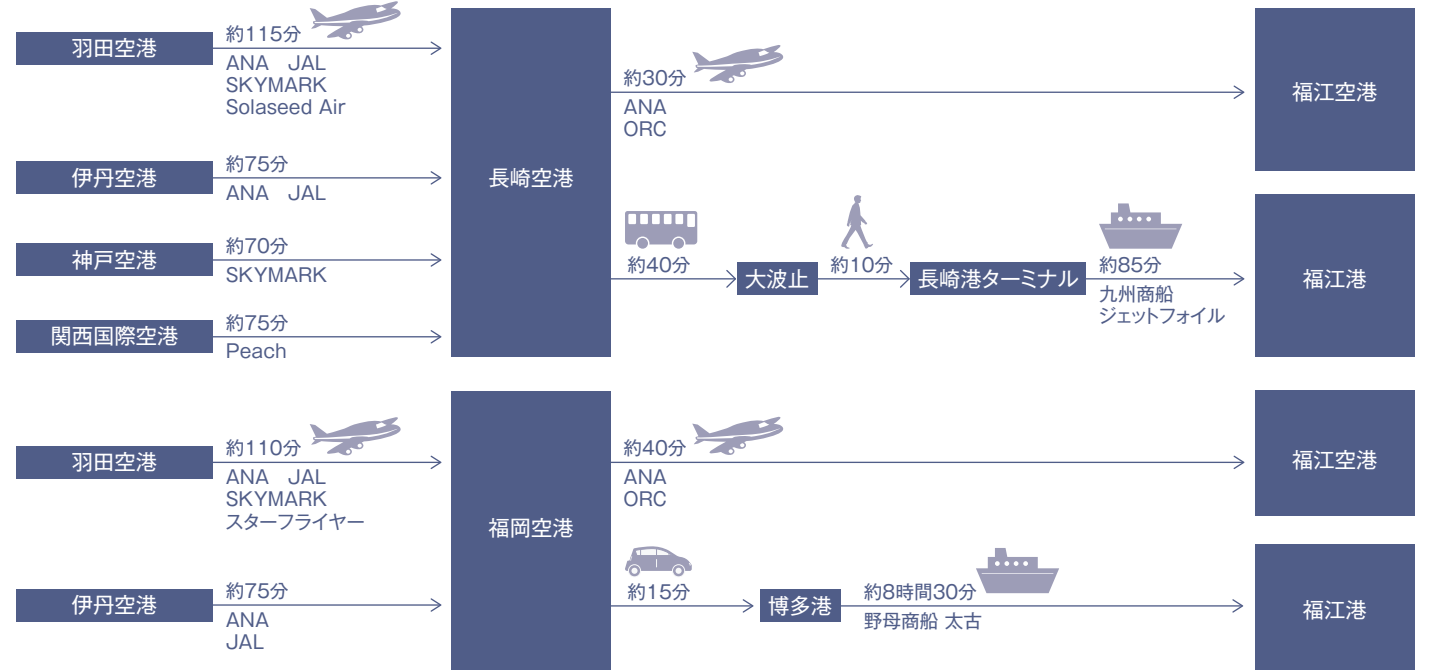 羽田空港
約115分
ANA　JAL
SKYMARK
Solaseed Air
伊丹空港
約75分
ANA　JAL
神戸空港
約70分
SKYMARK
関西国際空港
約75分
Peach
長崎空港
約30分
ANA
ORC
福江空港
約40分
大波止
約10分
長崎港ターミナル
約85分
九州商船
ジェットフォイル
福江港
羽田空港
約110分
ANA　JAL
SKYMARK
スターフライヤー
伊丹空港
約75分
ANA
JAL
福岡空港
約40分
ANA
ORC
福江空港
約15分
博多港
約8時間30分
野母商船 太古
福江港